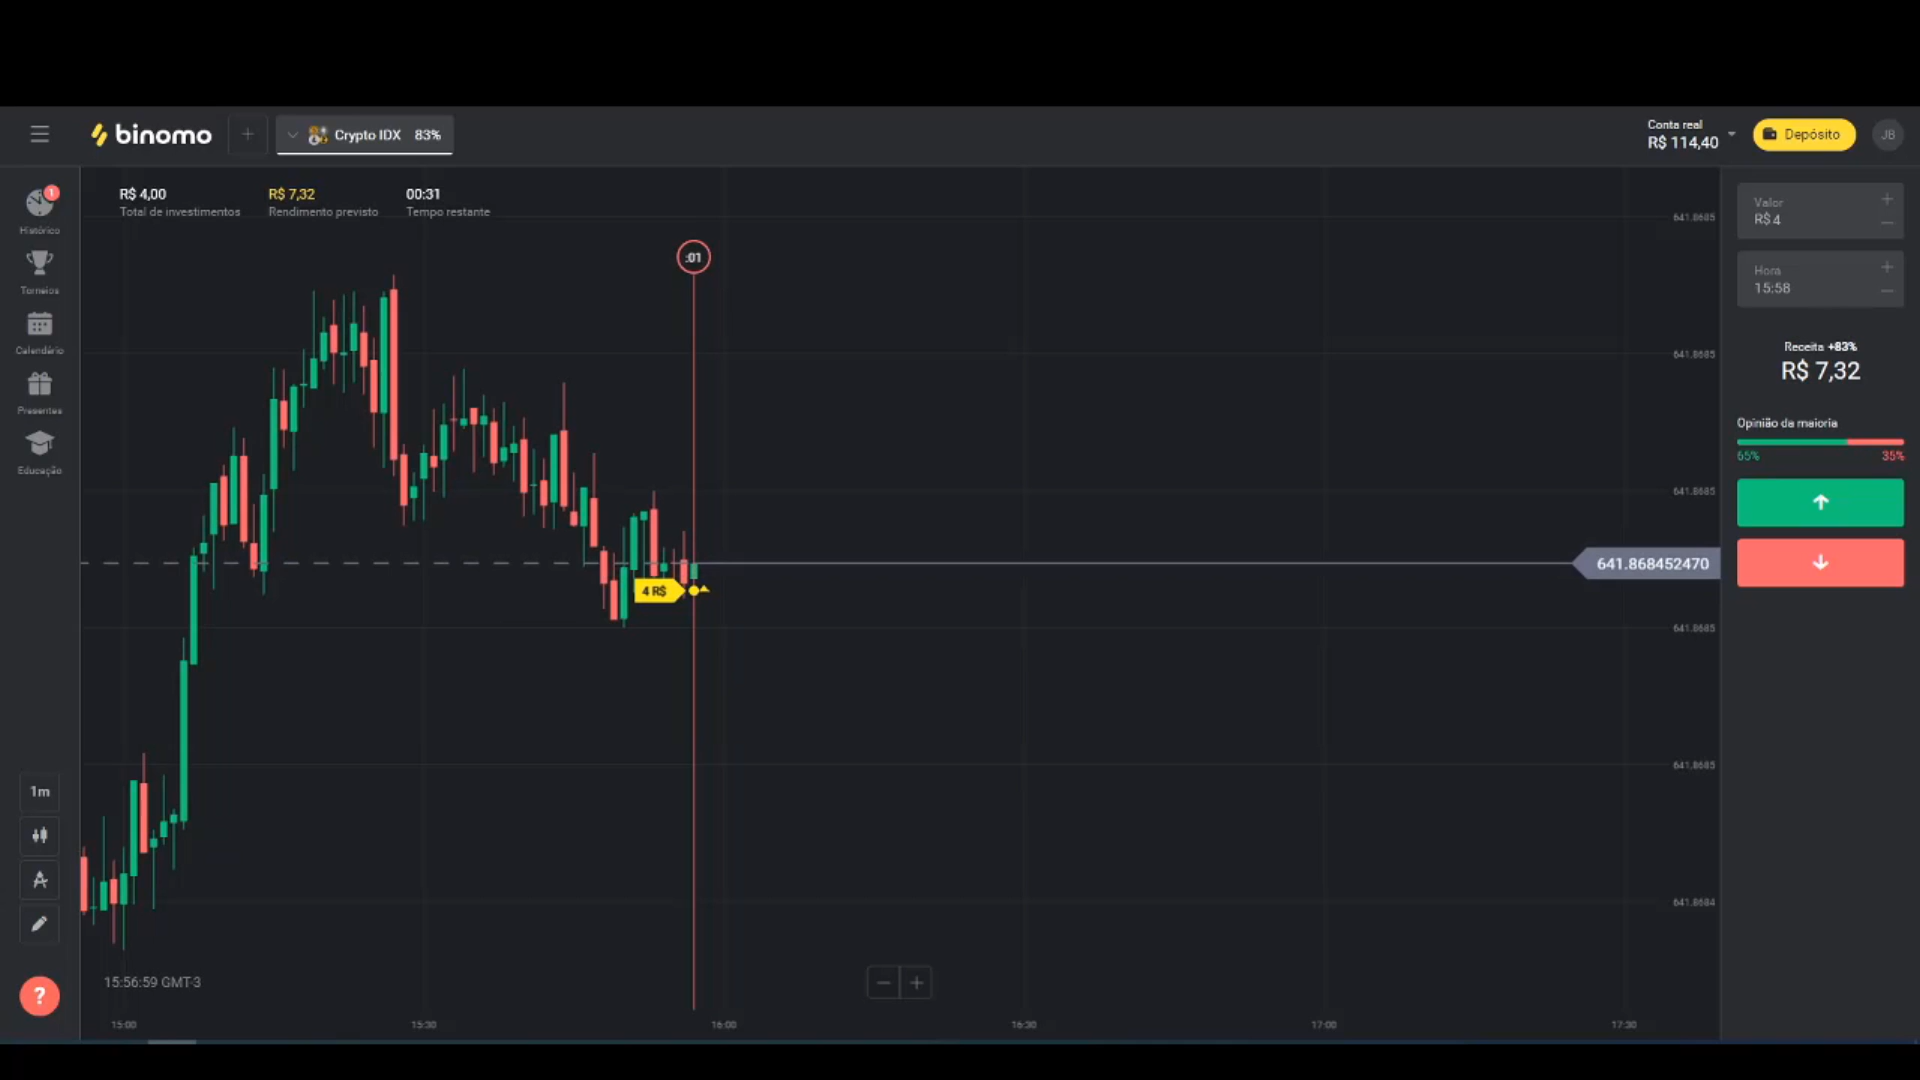 binomo
+
Crypto IDX 83%
Conta real
R$ 114,40
Depósito
JB
R$ 4,00
Total de investimentos
R$ 7,32
Rendimento previsto
00:31
Tempo restante
1
Histórico
Torneios
Calendário
Presentes
Educação
1m
?
:01
4 R$
641.8685
641.8685
641.8685
641.868452470
641.8685
641.8685
641.8684
15:56:59 GMT-3
− +
15:00
15:30
16:00
16:30
17:00
17:30
Valor
R$ 4
+
−
Hora
15:58
+
−
Receita +83%
R$ 7,32
Opinião da maioria
65% 35%